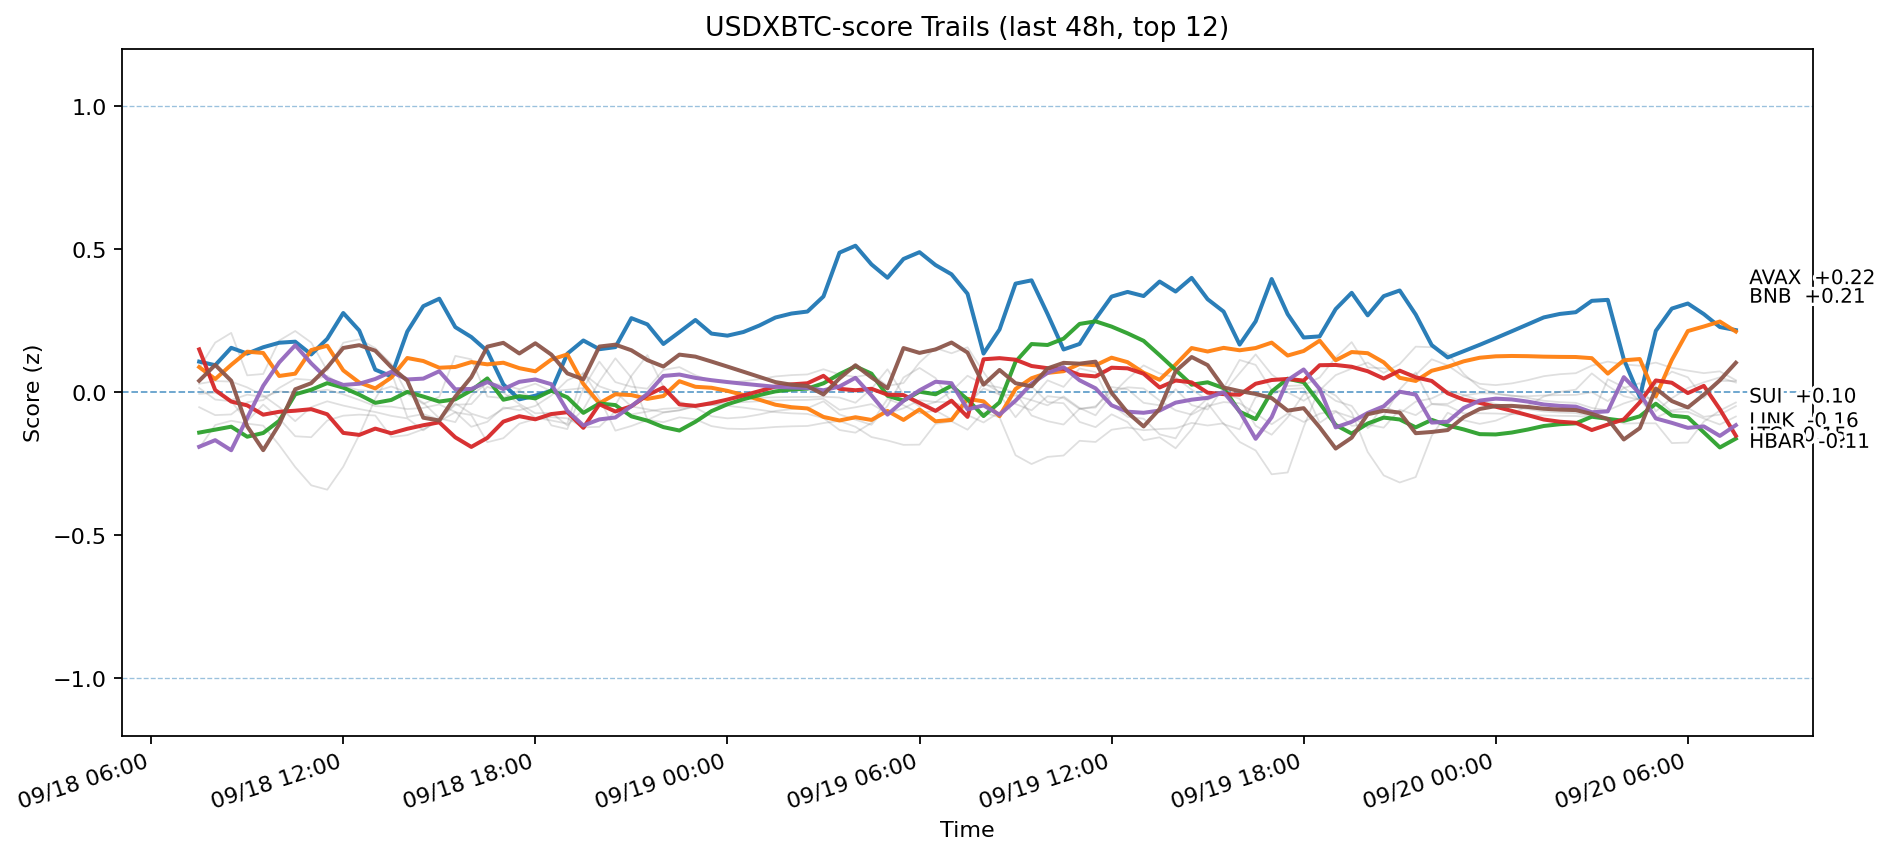 USDXBTC-score Trails (last 48h, top 12)
Score (z)
1.0
0.5
0.0
−0.5
−1.0
AVAX +0.22
BNB +0.21
SUI +0.10
LINK -0.16
HBAR -0.11
09/18 06:00
09/18 12:00
09/18 18:00
09/19 00:00
09/19 06:00
09/19 12:00
09/19 18:00
09/20 00:00
09/20 06:00
Time